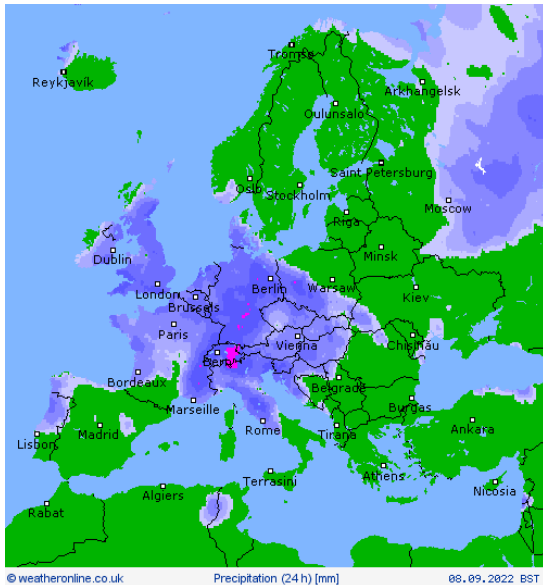 Tromsø
Reykjavík
Arkhangelsk
Oulunsalo
Saint Petersburg
Oslo
Stockholm
Moscow
Riga
Dublin
Minsk
London
Berlin
Warsaw
Kiev
Brussels
Paris
Vienna
Chișinău
Bern
Bordeaux
Belgrade
Marseille
Burgas
Lisbon
Madrid
Rome
Tirana
Ankara
Terrasini
Athens
Algiers
Nicosia
Rabat
© weatheronline.co.uk Precipitation (24 h) [mm] 08.09.2022 BST